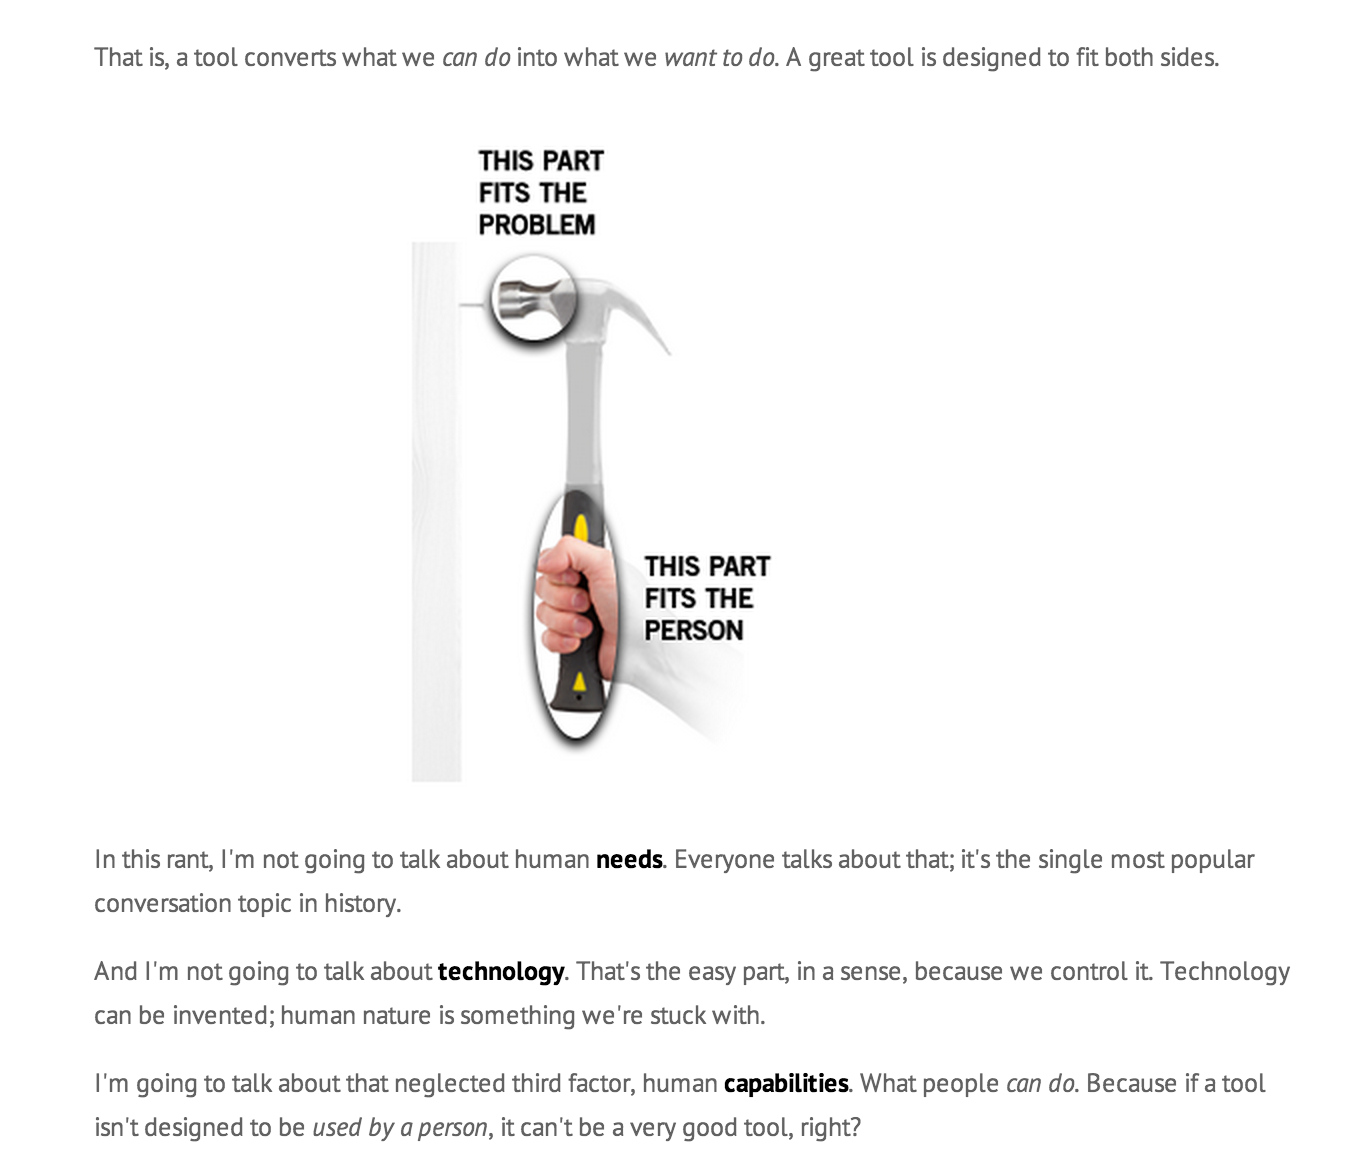 That is, a tool converts what we can do into what we want to do. A great tool is designed to fit both sides.
THIS PART
FITS THE
PROBLEM
THIS PART
FITS THE
PERSON
In this rant, I'm not going to talk about human needs. Everyone talks about that; it's the single most popular
conversation topic in history.
And I'm not going to talk about technology. That's the easy part, in a sense, because we control it. Technology
can be invented; human nature is something we're stuck with.
I'm going to talk about that neglected third factor, human capabilities. What people can do. Because if a tool
isn't designed to be used by a person, it can't be a very good tool, right?